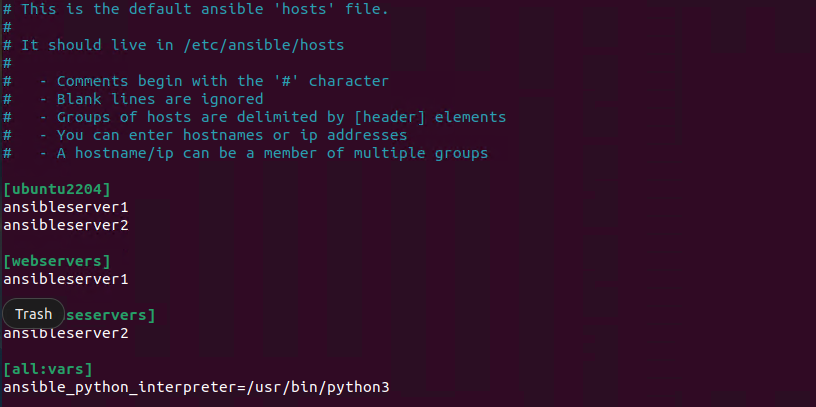 # This is the default ansible 'hosts' file.
#
# It should live in /etc/ansible/hosts
#
#   - Comments begin with the '#' character
#   - Blank lines are ignored
#   - Groups of hosts are delimited by [header] elements
#   - You can enter hostnames or ip addresses
#   - A hostname/ip can be a member of multiple groups
[ubuntu2204]
ansibleserver1
ansibleserver2
[webservers]
ansibleserver1
Trash
seservers]
ansibleserver2
[all:vars]
ansible_python_interpreter=/usr/bin/python3